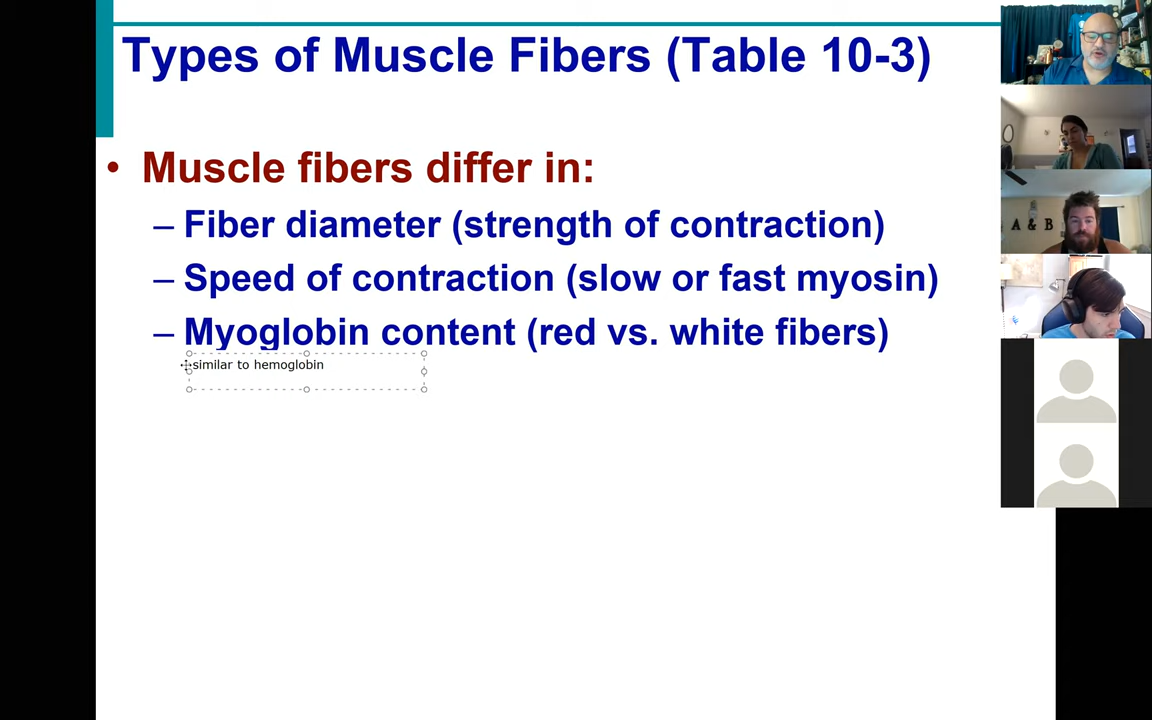 Types of Muscle Fibers (Table 10-3)
• Muscle fibers differ in:
– Fiber diameter (strength of contraction)
– Speed of contraction (slow or fast myosin)
– Myoglobin content (red vs. white fibers)
similar to hemoglobin
A & B